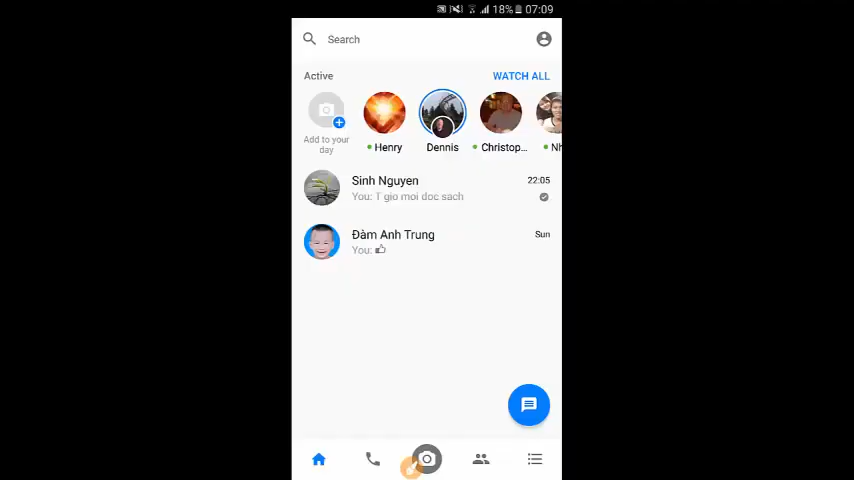 18% 07:09
Search
Active WATCH ALL
Add to your day
Henry
Dennis
Christop...
Nh
Sinh Nguyen 22:05
You: T gio moi doc sach
Đàm Anh Trung Sun
You: